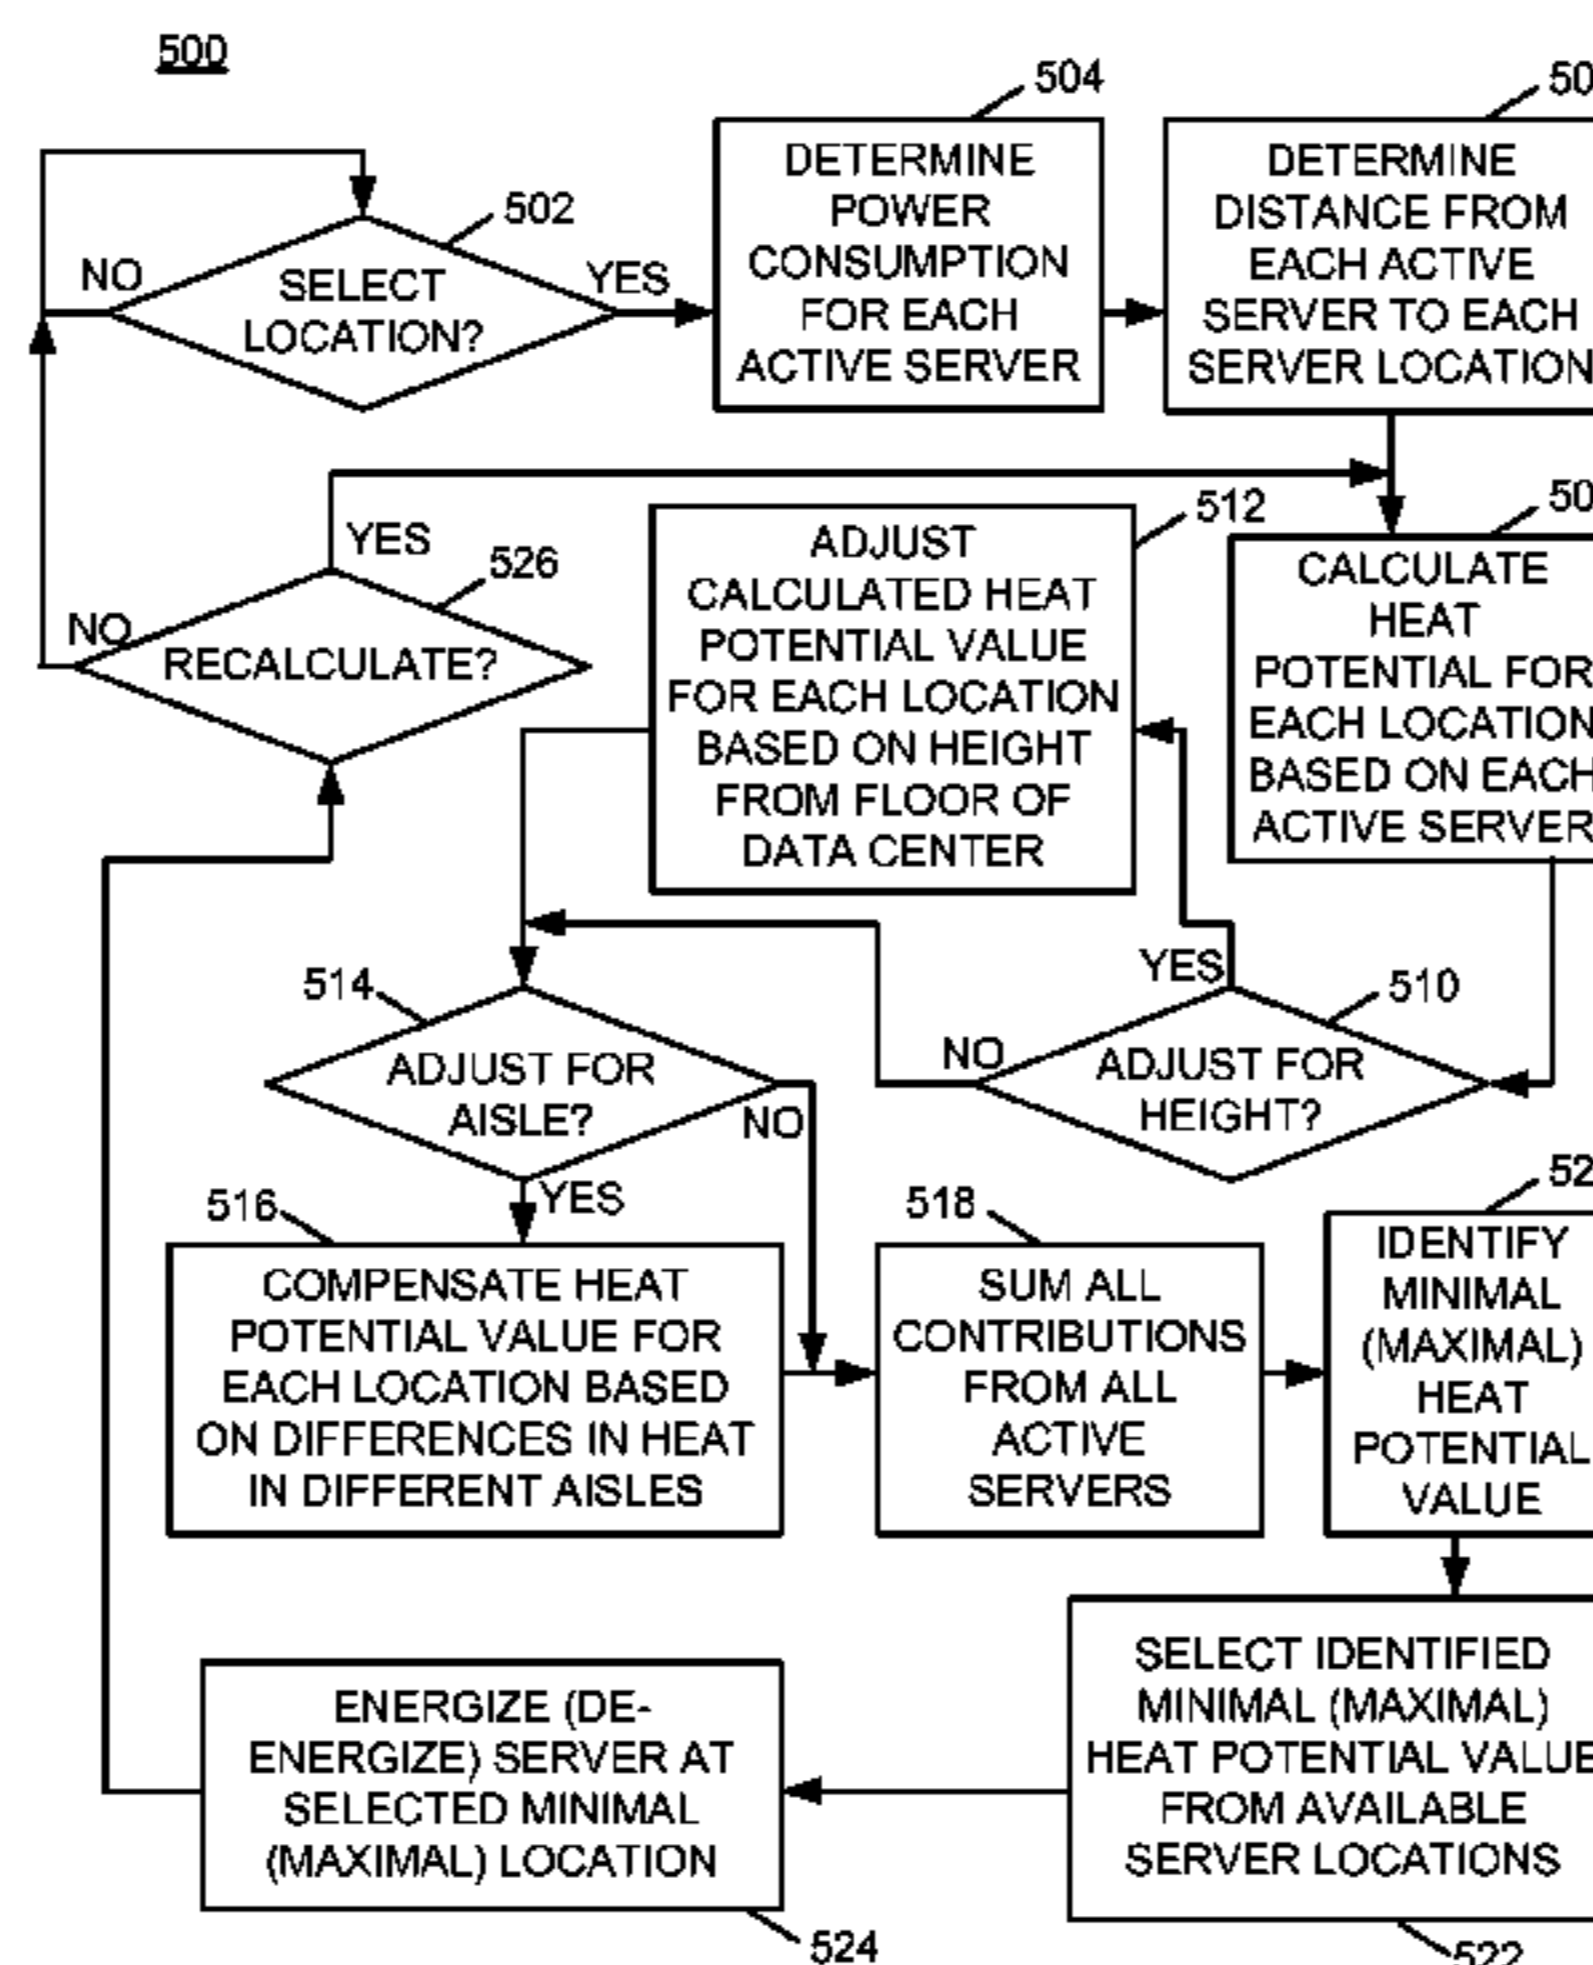 500
502
NO
SELECT
LOCATION?
YES
504
DETERMINE
POWER
CONSUMPTION
FOR EACH
ACTIVE SERVER
DETERMINE
DISTANCE FROM
EACH ACTIVE
SERVER TO EACH
SERVER LOCATION
CALCULATE
HEAT
POTENTIAL FOR
EACH LOCATION
BASED ON EACH
ACTIVE SERVER
510
YES
NO
ADJUST FOR
HEIGHT?
512
ADJUST
CALCULATED HEAT
POTENTIAL VALUE
FOR EACH LOCATION
BASED ON HEIGHT
FROM FLOOR OF
DATA CENTER
514
ADJUST FOR
AISLE?
NO
YES
516
COMPENSATE HEAT
POTENTIAL VALUE FOR
EACH LOCATION BASED
ON DIFFERENCES IN HEAT
IN DIFFERENT AISLES
518
SUM ALL
CONTRIBUTIONS
FROM ALL
ACTIVE
SERVERS
IDENTIFY
MINIMAL
(MAXIMAL)
HEAT
POTENTIAL
VALUE
SELECT IDENTIFIED
MINIMAL (MAXIMAL)
HEAT POTENTIAL VALUE
FROM AVAILABLE
SERVER LOCATIONS
522
ENERGIZE (DE-
ENERGIZE) SERVER AT
SELECTED MINIMAL
(MAXIMAL) LOCATION
524
526
YES
NO
RECALCULATE?